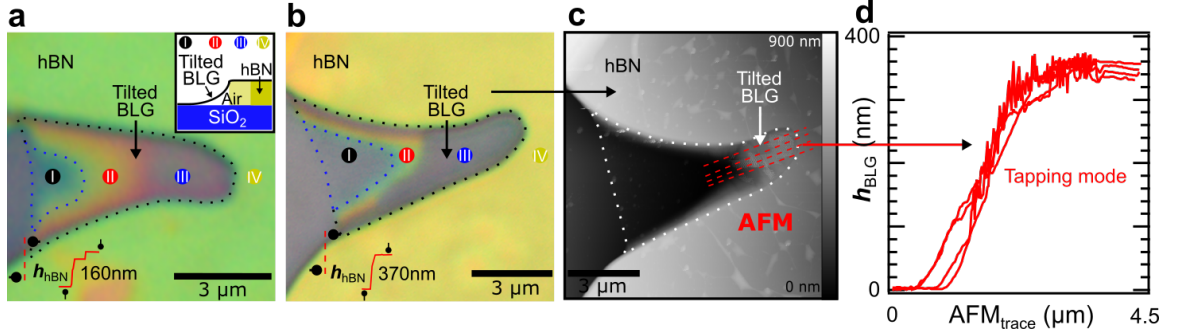 a
I II III IV
Tilted
BLG
hBN
Air
SiO2
hBN
Tilted
BLG
I II III IV
hhBN 160nm
3 µm
b
hBN
Tilted
BLG
I II III IV
hhBN 370nm
3 µm
c
900 nm
hBN
Tilted
BLG
AFM
3 µm
0 nm
d
400
hBLG (nm)
Tapping mode
0
0 AFMtrace (µm) 4.5